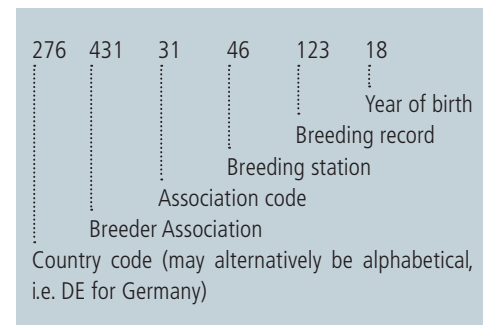 276 431 31 46 123 18
Year of birth
Breeding record
Breeding station
Association code
Breeder Association
Country code (may alternatively be alphabetical,
i.e. DE for Germany)